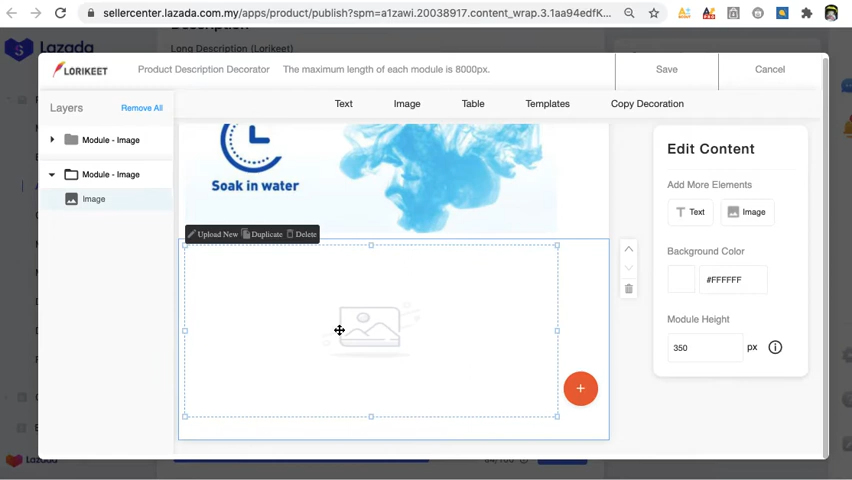 sellercenter.lazada.com.my/apps/product/publish?spm=a1zawi.20038917.content_wrap.3.1aa94edfK...
Lazada
Long Description (Lorikeet)
LORIKEET
Product Description Decorator
The maximum length of each module is 8000px.
Save
Cancel
Layers
Remove All
Text
Image
Table
Templates
Copy Decoration
Module - Image
Module - Image
Image
Soak in water
Upload New
Duplicate
Delete
Edit Content
Add More Elements
Text
Image
Background Color
#FFFFFF
Module Height
350
px
Lazada